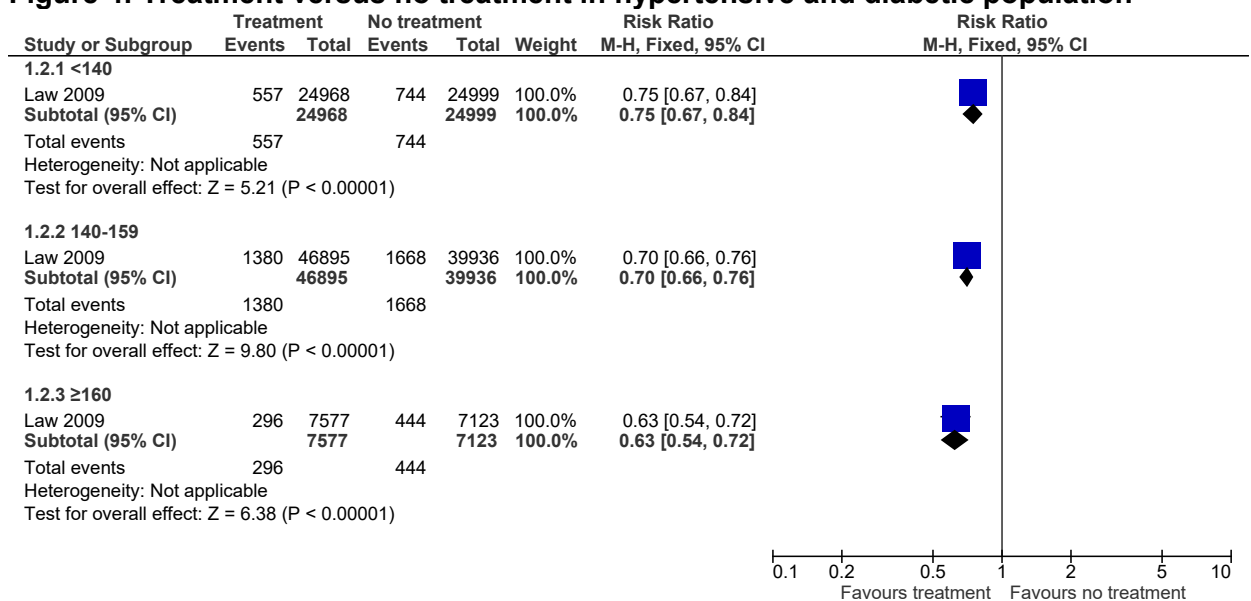 Figure 4: Treatment versus no treatment in hypertensive and diabetic population
Treatment No treatment Risk Ratio Risk Ratio
Study or Subgroup Events Total Events Total Weight M-H, Fixed, 95% CI M-H, Fixed, 95% CI
1.2.1 <140
Law 2009 557 24968 744 24999 100.0% 0.75 [0.67, 0.84]
Subtotal (95% CI) 24968 24999 100.0% 0.75 [0.67, 0.84]
Total events 557 744
Heterogeneity: Not applicable
Test for overall effect: Z = 5.21 (P < 0.00001)
1.2.2 140-159
Law 2009 1380 46895 1668 39936 100.0% 0.70 [0.66, 0.76]
Subtotal (95% CI) 46895 39936 100.0% 0.70 [0.66, 0.76]
Total events 1380 1668
Heterogeneity: Not applicable
Test for overall effect: Z = 9.80 (P < 0.00001)
1.2.3 ≥160
Law 2009 296 7577 444 7123 100.0% 0.63 [0.54, 0.72]
Subtotal (95% CI) 7577 7123 100.0% 0.63 [0.54, 0.72]
Total events 296 444
Heterogeneity: Not applicable
Test for overall effect: Z = 6.38 (P < 0.00001)
0.1 0.2 0.5 1 2 5 10
Favours treatment Favours no treatment